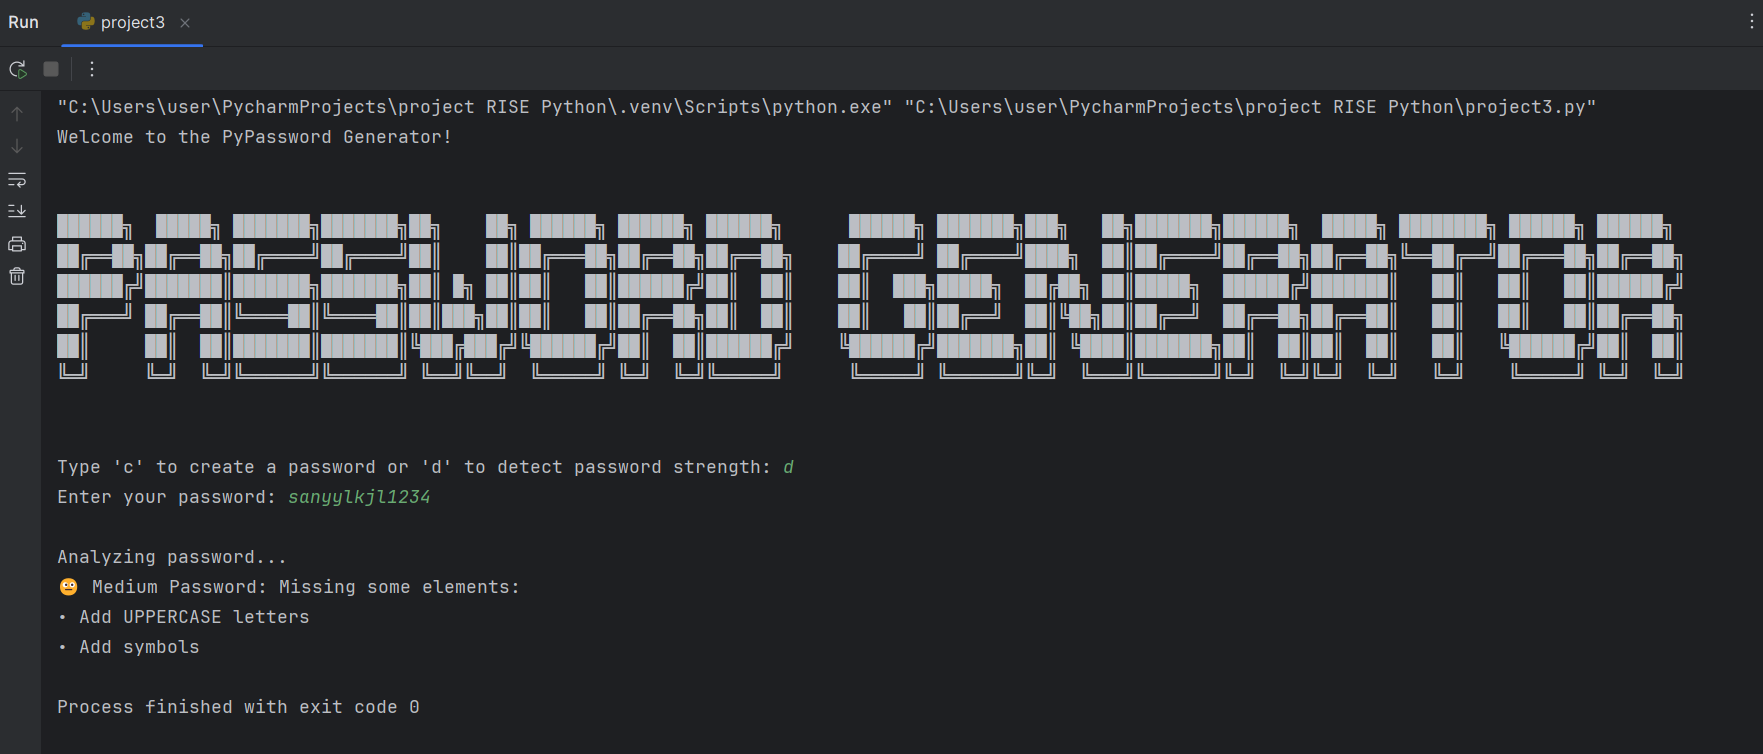 Run
project3
"C:\Users\user\PycharmProjects\project RISE Python\.venv\Scripts\python.exe" "C:\Users\user\PycharmProjects\project RISE Python\project3.py"
Welcome to the PyPassword Generator!
PASSWORD GENERATOR
Type 'c' to create a password or 'd' to detect password strength: d
Enter your password: sanyylkjl1234
Analyzing password...
😳 Medium Password: Missing some elements:
• Add UPPERCASE letters
• Add symbols
Process finished with exit code 0